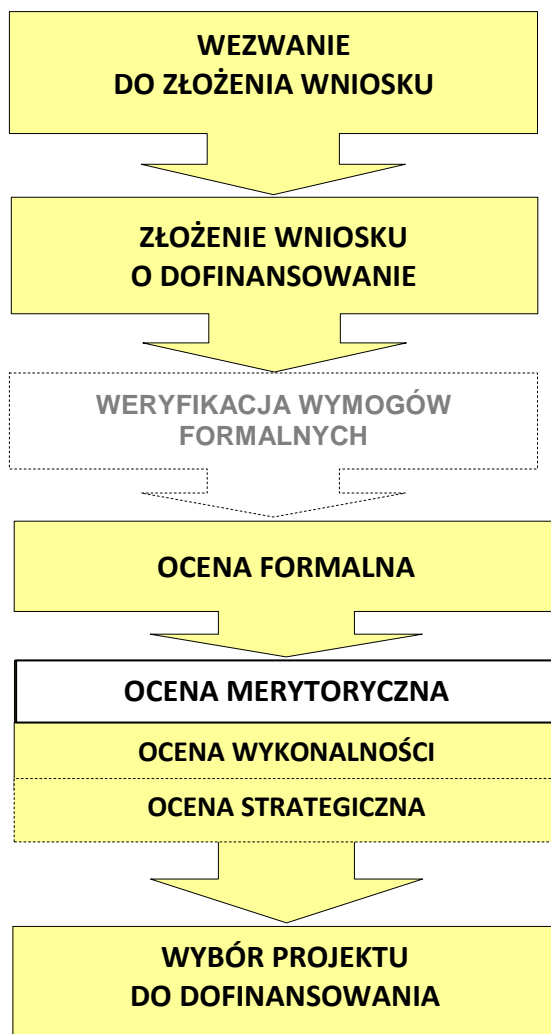 WEZWANIE
DO ZŁOŻENIA WNIOSKU
ZŁOŻENIE WNIOSKU
O DOFINANSOWANIE
WERYFIKACJA WYMOGÓW
FORMALNYCH
OCENA FORMALNA
OCENA MERYTORYCZNA
OCENA WYKONALNOŚCI
OCENA STRATEGICZNA
WYBÓR PROJEKTU
DO DOFINANSOWANIA